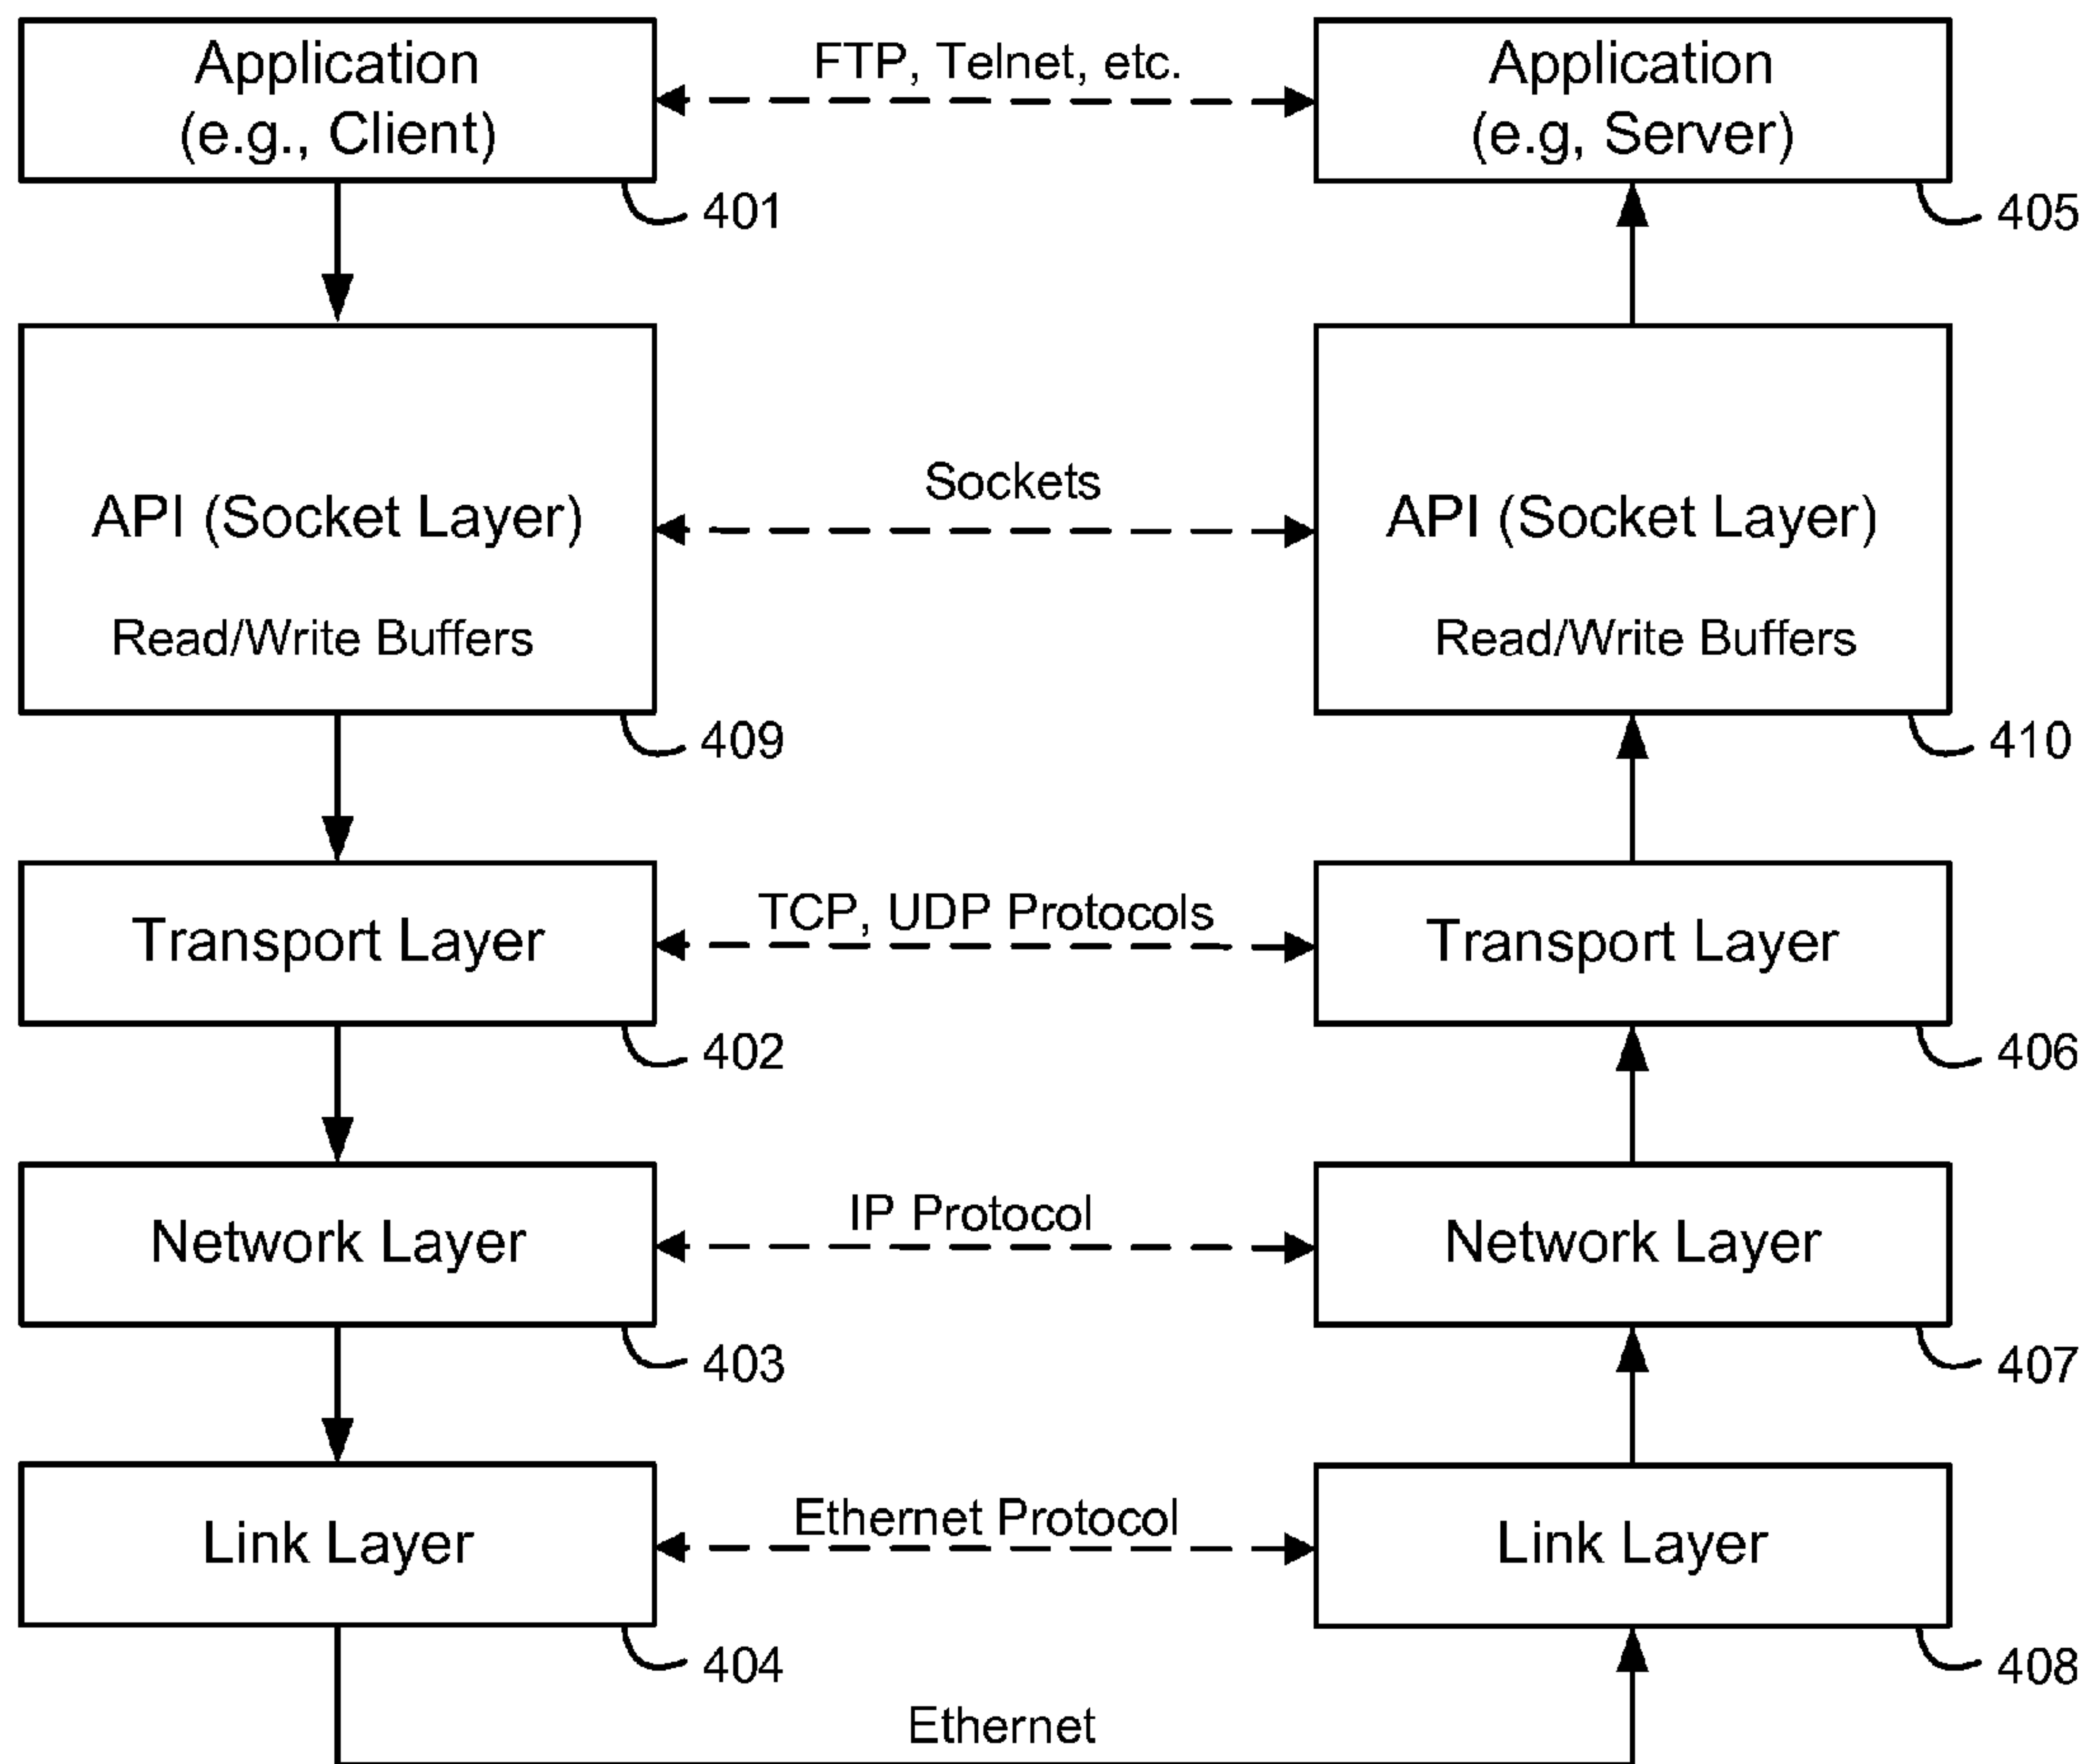 Application
(e.g., Client)
401
FTP, Telnet, etc.
Application
(e.g, Server)
405
API (Socket Layer)
Read/Write Buffers
409
Sockets
API (Socket Layer)
Read/Write Buffers
410
Transport Layer
402
TCP, UDP Protocols
Transport Layer
406
Network Layer
403
IP Protocol
Network Layer
407
Link Layer
404
Ethernet Protocol
Link Layer
408
Ethernet